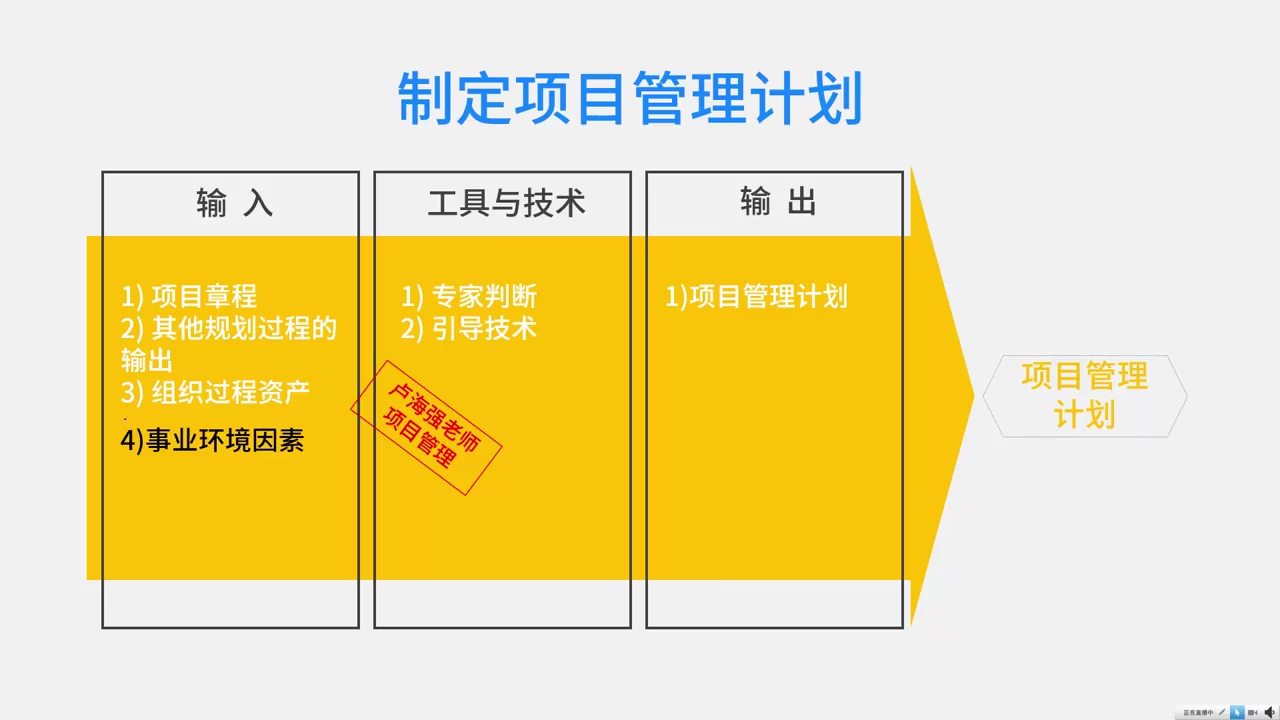 制定项目管理计划
输 入
1) 项目章程
2) 其他规划过程的
输出
3) 组织过程资产
4)事业环境因素
工具与技术
1) 专家判断
2) 引导技术
卢海强老师
项目管理
输 出
1)项目管理计划
项目管理
计划
正在直播中